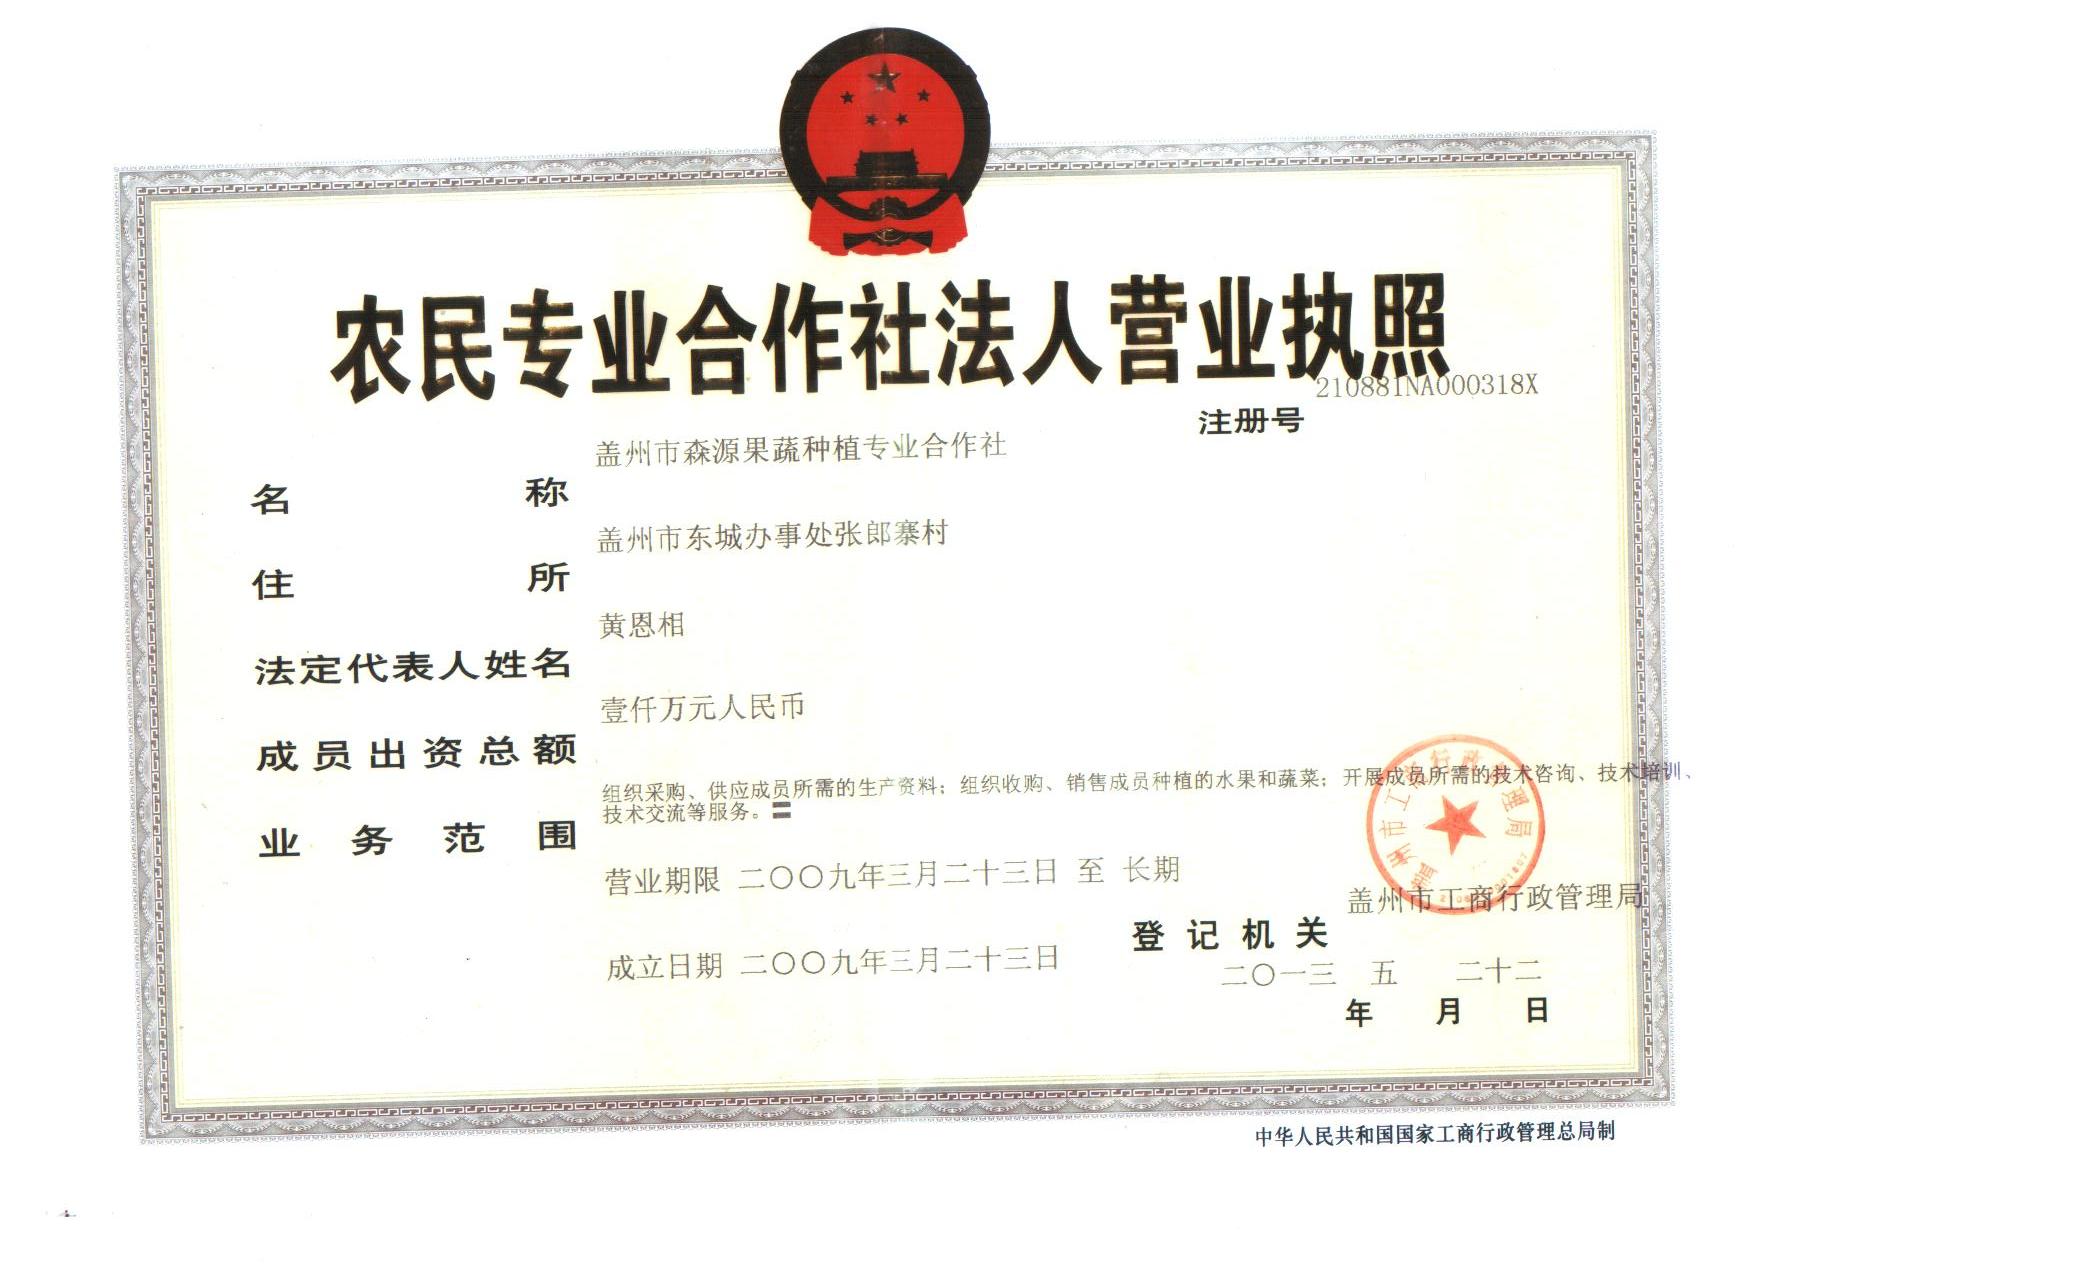 农民专业合作社法人营业执照
注册号 210881NA000318X
名称 盖州市森源果蔬种植专业合作社
住所 盖州市东城办事处张郎寨村
法定代表人姓名 黄恩相
成员出资总额 壹仟万元人民币
业务范围 组织采购、供应成员所需的生产资料；组织收购、销售成员种植的水果和蔬菜；开展成员所需的技术咨询、技术培训、
技术交流等服务。
营业期限 二〇〇九年三月二十三日 至 长期
成立日期 二〇〇九年三月二十三日
登记机关 盖州市工商行政管理局
二〇一三年五月二十二日
盖州市工商行政管理局
中华人民共和国国家工商行政管理总局制